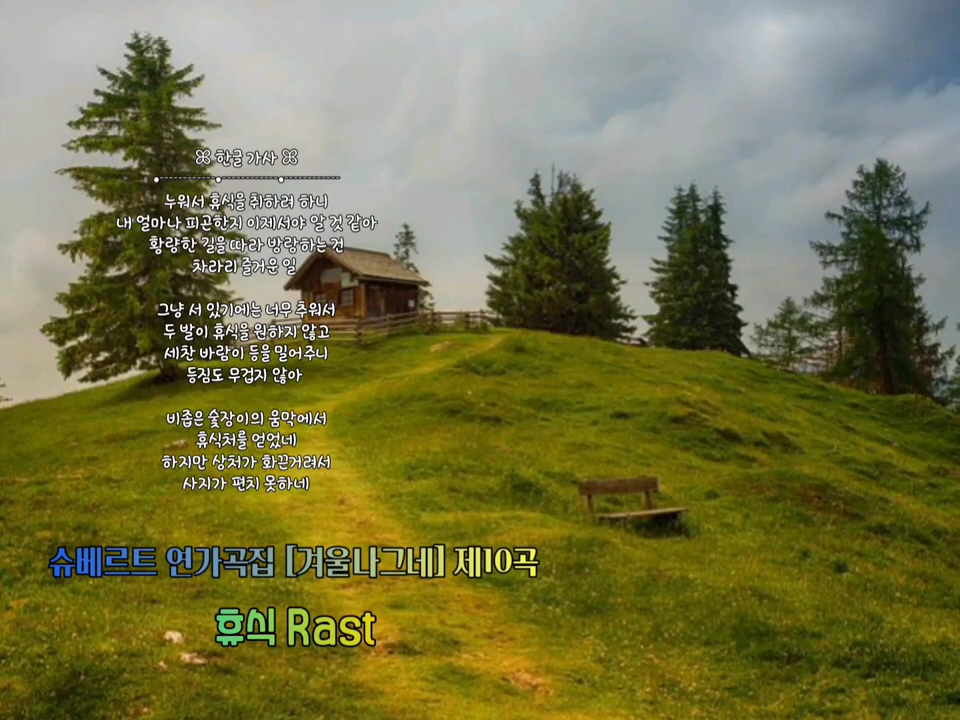 ꕤ 한글 가사 ꕤ
누워서 휴식을 취하려 하니
내 얼마나 피곤한지 이제서야 알 것 같아
황량한 길을 따라 방랑하는 건
차라리 즐거운 일
그냥 서 있기에는 너무 추워서
두 발이 휴식을 원하지 않고
세찬 바람이 등을 밀어주니
등짐도 무겁지 않아
비좁은 숯장이의 움막에서
휴식처를 얻었네
하지만 상처가 화끈거려서
사지가 편치 못하네
슈베르트 연가곡집 [겨울나그네] 제10곡
휴식 Rast